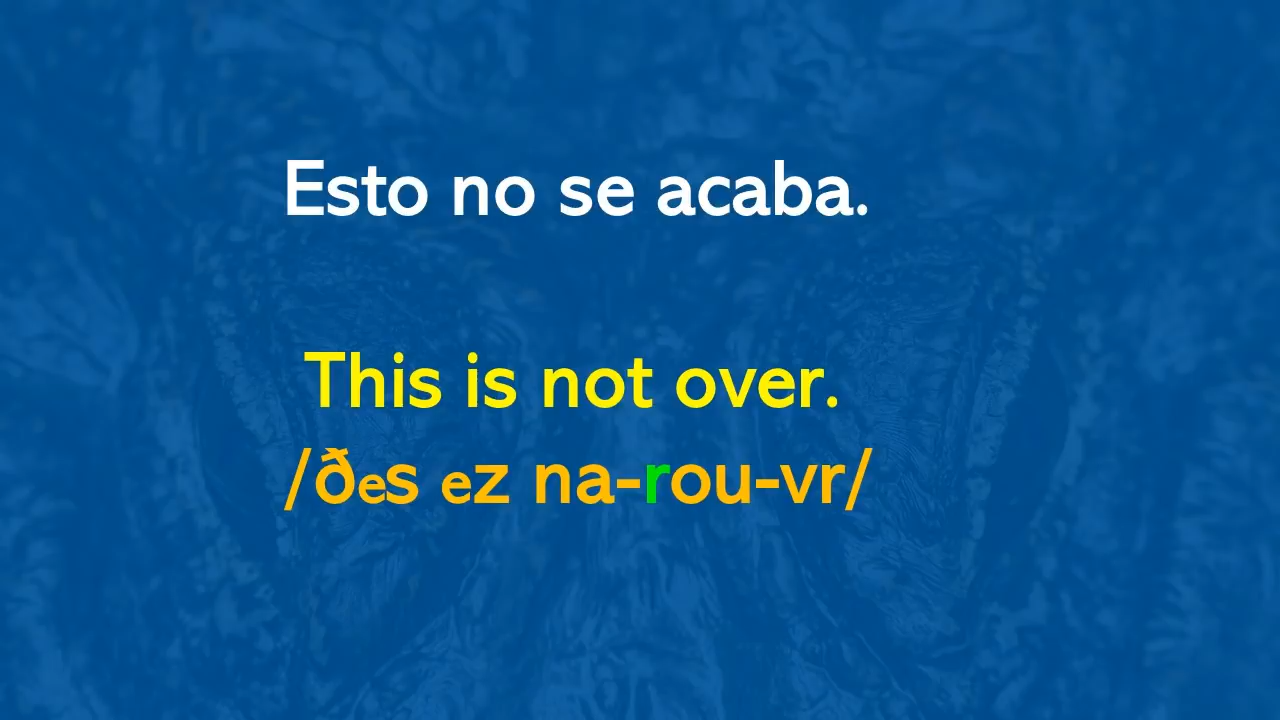 Esto no se acaba.
This is not over.
/ðes ez na-rou-vr/